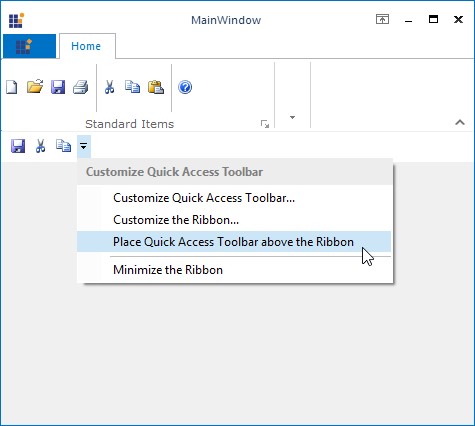 MainWindow
Home
Standard Items
Customize Quick Access Toolbar
Customize Quick Access Toolbar...
Customize the Ribbon...
Place Quick Access Toolbar above the Ribbon
Minimize the Ribbon